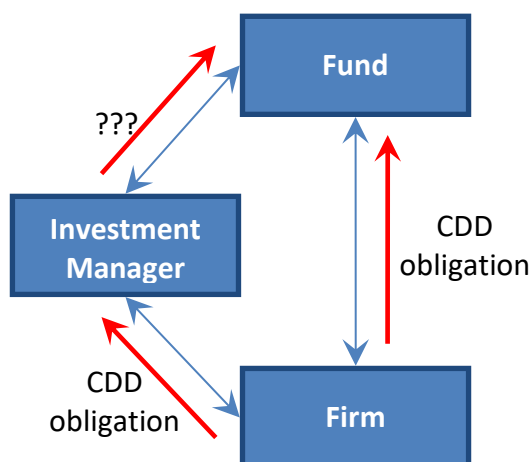 Fund
???
Investment
Manager
CDD
obligation
CDD
obligation
Firm